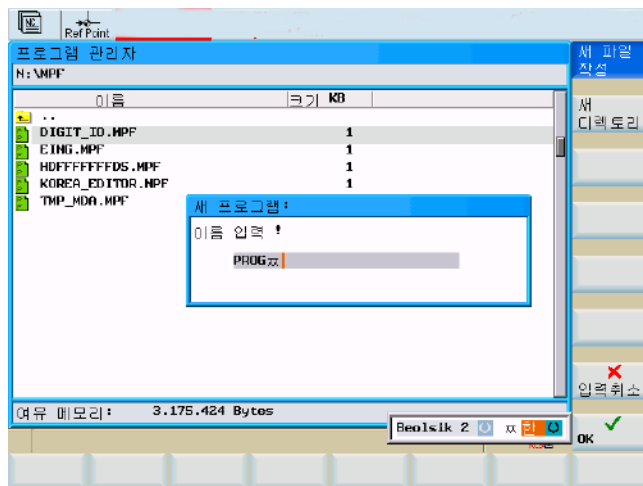 NC
Ref Point
프로그램 관리자
N:\MPF
이름 크기 KB
..
DIGIT_IO.MPF 1
EING.MPF 1
HDFFFFFFDS.MPF 1
KOREA_EDITOR.MPF 1
TMP_MDA.MPF
새 프로그램:
이름 입력 !
PROGㅉ
여유 메모리: 3.175.424 Bytes
Beolsik 2 ㅉ 한
새 파일
작성
새
디렉토리
입력취소
OK